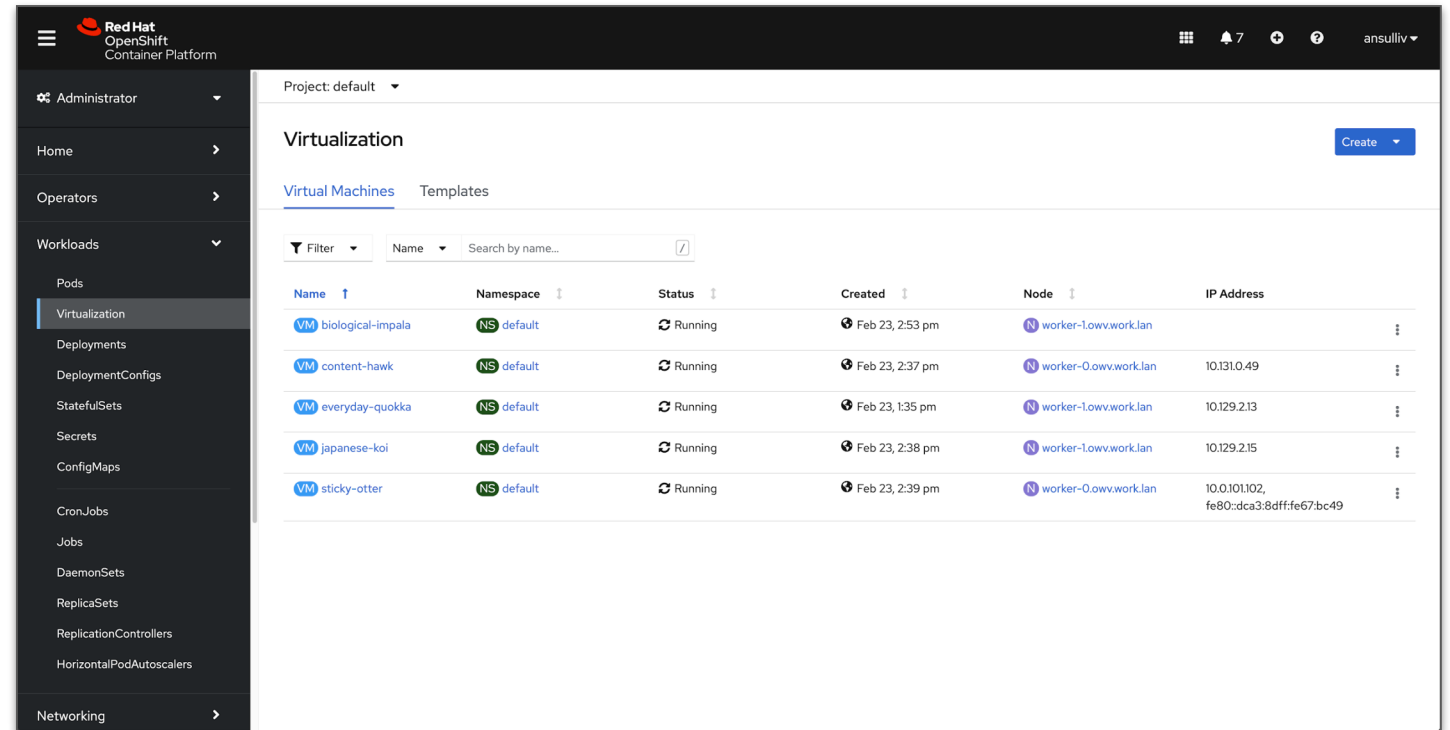 Red Hat
OpenShift
Container Platform
7
ansulliv
Administrator
Home
Operators
Workloads
Pods
Virtualization
Deployments
DeploymentConfigs
StatefulSets
Secrets
ConfigMaps
CronJobs
Jobs
DaemonSets
ReplicaSets
ReplicationControllers
HorizontalPodAutoscalers
Networking
Project: default
Virtualization
Create
Virtual Machines Templates
Filter Name Search by name... /
Name Namespace Status Created Node IP Address
VM biological-impala NS default Running Feb 23, 2:53 pm N worker-1.owv.work.lan
VM content-hawk NS default Running Feb 23, 2:37 pm N worker-0.owv.work.lan 10.131.0.49
VM everyday-quokka NS default Running Feb 23, 1:35 pm N worker-1.owv.work.lan 10.129.2.13
VM japanese-koi NS default Running Feb 23, 2:38 pm N worker-1.owv.work.lan 10.129.2.15
VM sticky-otter NS default Running Feb 23, 2:39 pm N worker-0.owv.work.lan 10.0.101.102,
fe80::dca3:8dff:fe67:bc49